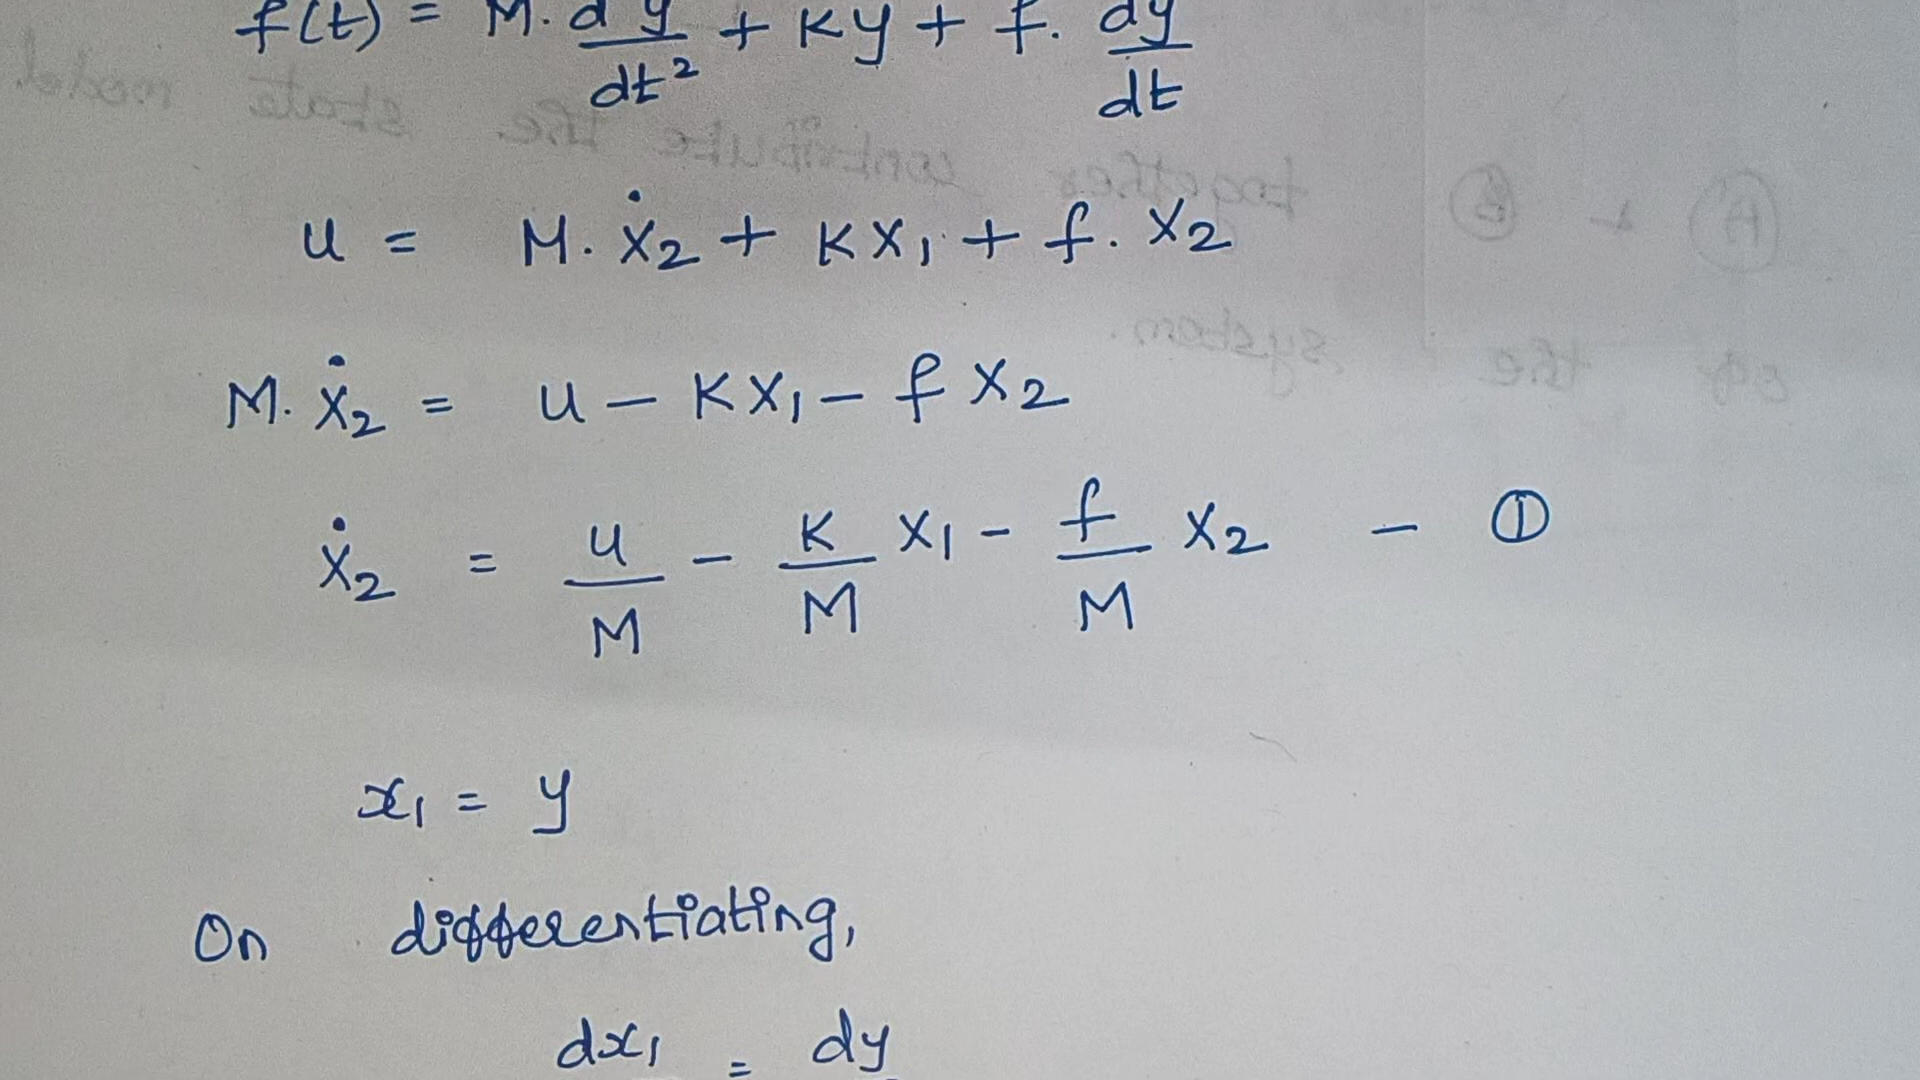 f(t) = M. d y/dt² + Ky + f. dy/dt
u = M. ẋ₂ + Kx₁ + f. x₂
M. ẋ₂ = u – Kx₁ – f x₂
ẋ₂ = u/M – K/M x₁ – f/M x₂ – ①
x₁ = y
On differentiating,
dx₁ = dy